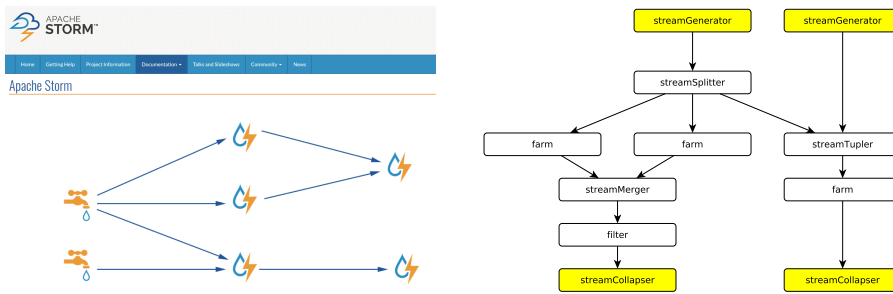 APACHE
STORM™
Home Getting Help Project Information Documentation Talks and Slideshows Community News
Apache Storm
streamGenerator streamGenerator
streamSplitter
farm farm streamTupler
streamMerger farm
filter
streamCollapser streamCollapser